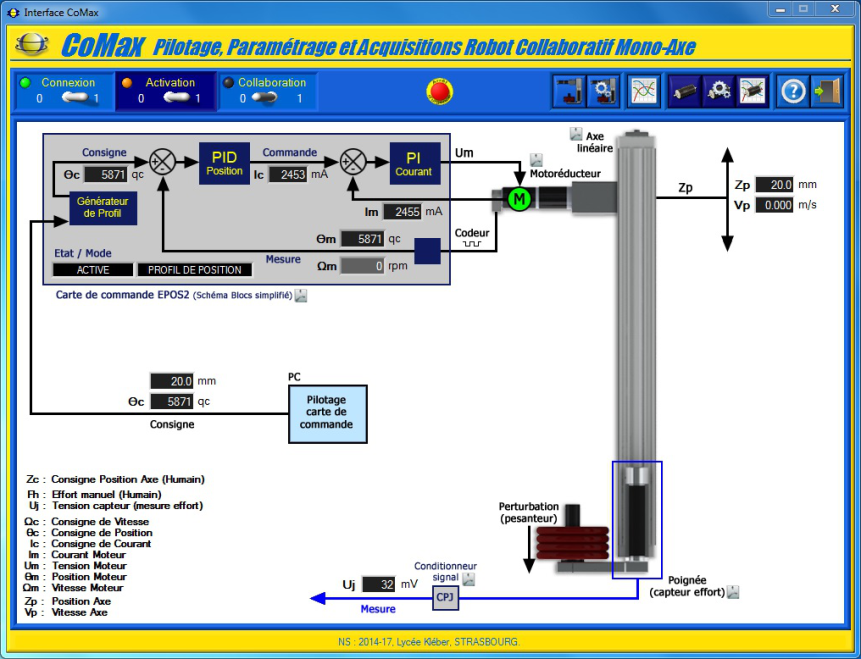 Interface CoMax
CoMax Pilotage, Paramétrage et Acquisitions Robot Collaboratif Mono-Axe
Connexion
0 1
Activation
0 1
Collaboration
0 1
Consigne
Θc 5871 qc
PID
Position
Commande
Ic 2453 mA
PI
Courant
Um
Générateur
de Profil
Im 2455 mA
Θm 5871 qc
Ωm 0 rpm
Mesure
Codeur
Etat / Mode
ACTIVE PROFIL DE POSITION
Carte de commande EPOS2 (Schéma Blocs simplifié)
Axe
linéaire
Motoréducteur
M
Zp
Zp 20.0 mm
Vp 0.000 m/s
20.0 mm
Θc 5871 qc
Consigne
PC
Pilotage
carte de
commande
Zc : Consigne Position Axe (Humain)
Fh : Effort manuel (Humain)
Uj : Tension capteur (mesure effort)
Ωc : Consigne de Vitesse
Θc : Consigne de Position
Ic : Consigne de Courant
Im : Courant Moteur
Um : Tension Moteur
Θm : Position Moteur
Ωm : Vitesse Moteur
Zp : Position Axe
Vp : Vitesse Axe
Perturbation
(pesanteur)
Conditionneur
signal
Uj 32 mV
CPJ
Mesure
Poignée
(capteur effort)
NS : 2014-17, Lycée Kléber, STRASBOURG.